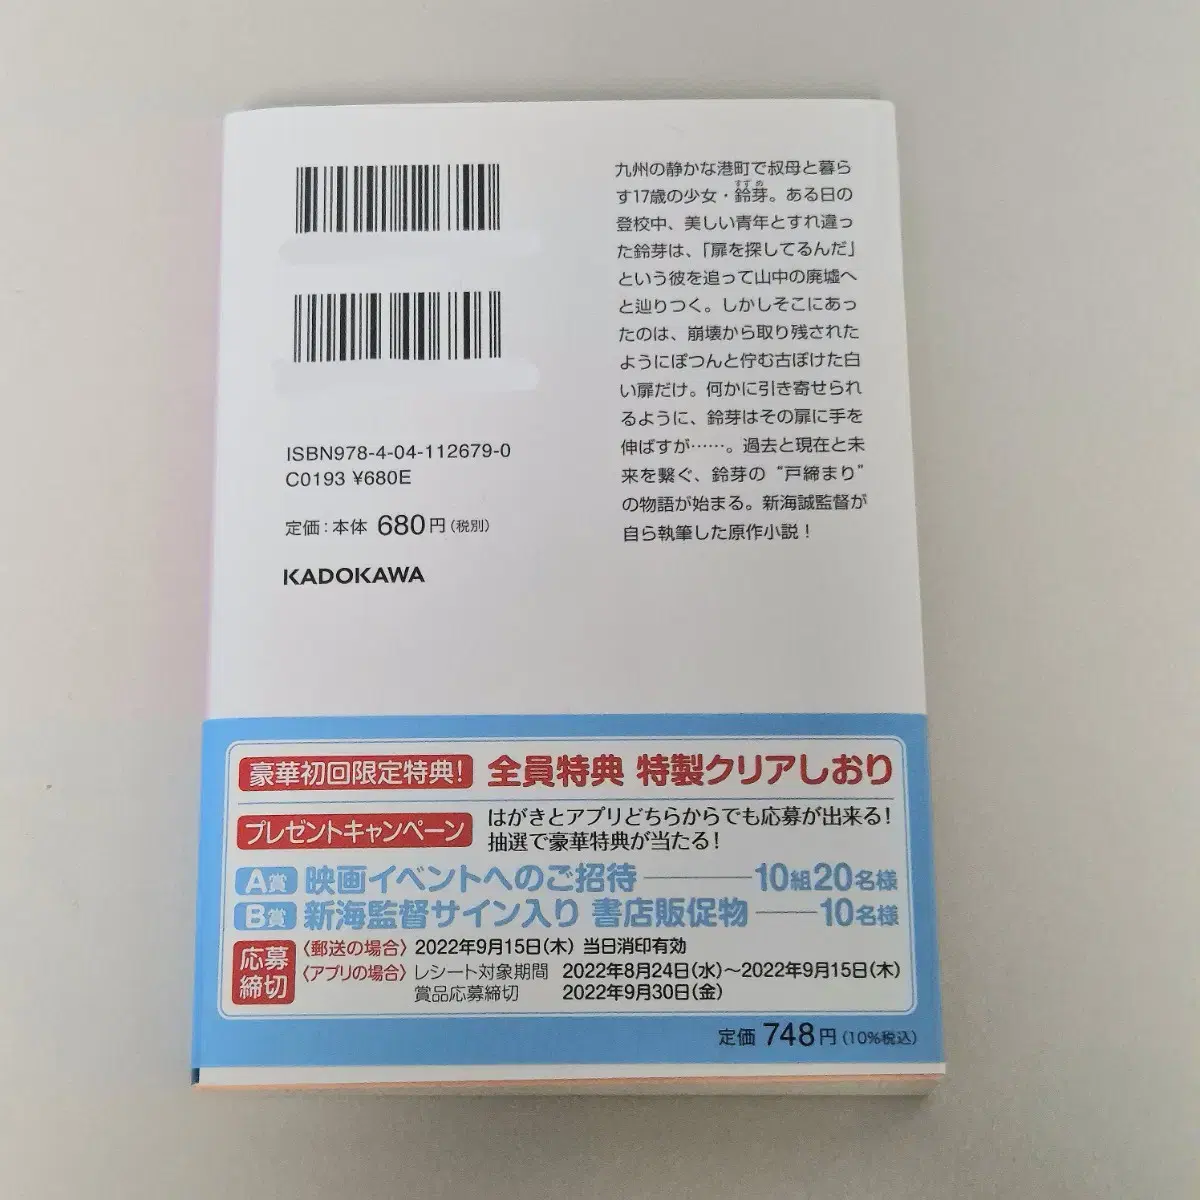 九州の静かな港町で叔母と暮ら
す17歳の少女・鈴芽。ある日の
すずめ
登校中、美しい青年とすれ違っ
た鈴芽は、「扉を探してるんだ」
という彼を追って山中の廃墟へ
と辿りつく。しかしそこにあっ
たのは、崩壊から取り残された
ようにぽつんと佇む古ぼけた白
い扉だけ。何かに引き寄せられ
るように、鈴芽はその扉に手を
伸ばすが……。過去と現在と未
来を繋ぐ、鈴芽の“戸締まり”
の物語が始まる。新海誠監督が
自ら執筆した原作小説！
ISBN978-4-04-112679-0
C0193 ¥680E
定価：本体 680円（税別）
KADOKAWA
豪華初回限定特典！ 全員特典 特製クリアしおり
プレゼントキャンペーン はがきとアプリどちらからでも応募が出来る！
抽選で豪華特典が当たる！
A賞 映画イベントへのご招待 ── 10組20名様
B賞 新海監督サイン入り 書店販促物 ── 10名様
応募締切 〈郵送の場合〉 2022年9月15日（木） 当日消印有効
〈アプリの場合〉 レシート対象期間 2022年8月24日（水）～2022年9月15日（木）
賞品応募締切 2022年9月30日（金）
定価 748円（10%税込）